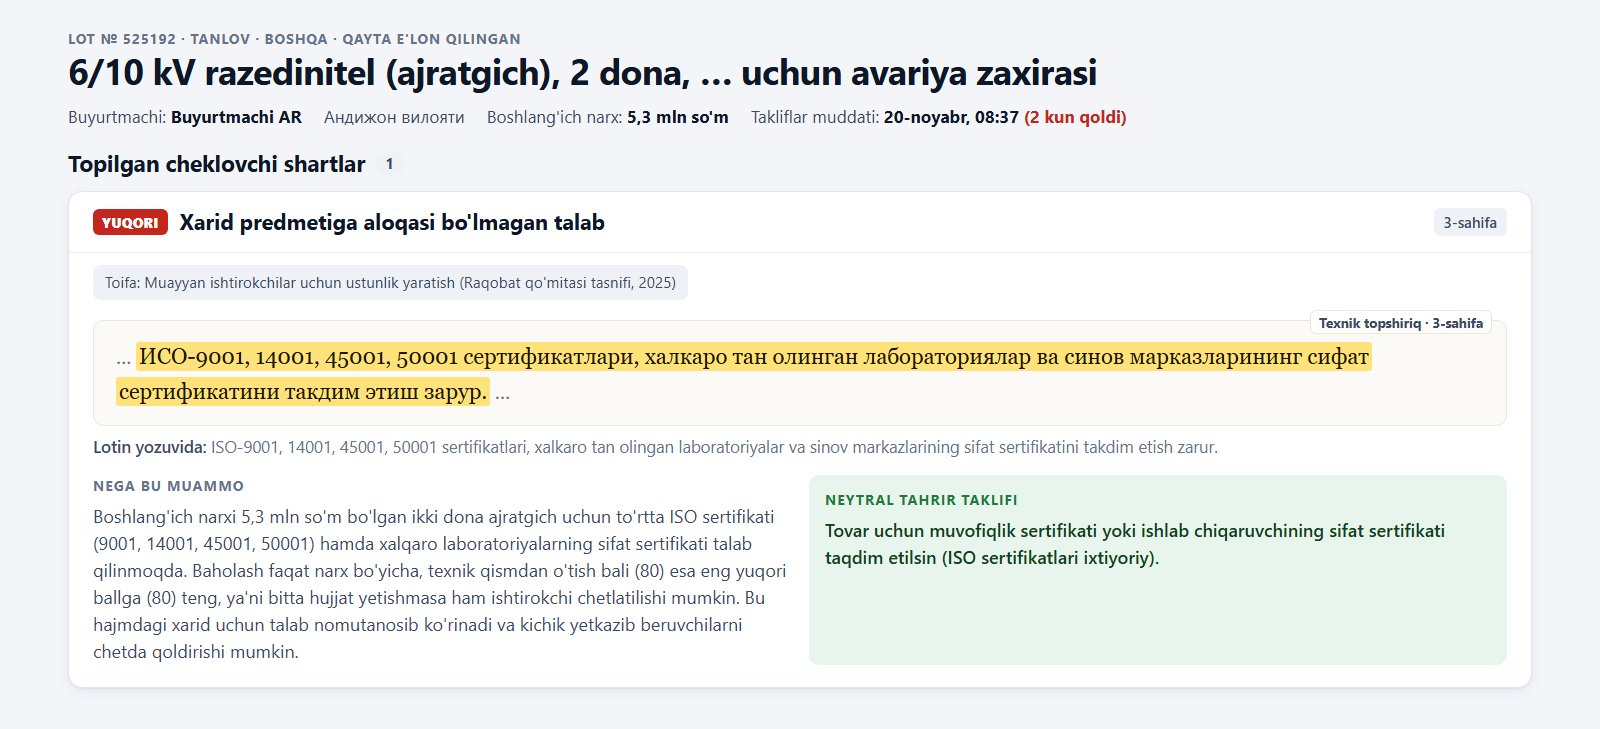 LOT № 525192 · TANLOV · BOSHQA · QAYTA E'LON QILINGAN
6/10 kV razedinitel (ajratgich), 2 dona, … uchun avariya zaxirasi
Buyurtmachi: Buyurtmachi AR Андижон вилояти Boshlang'ich narx: 5,3 mln so'm Takliflar muddati: 20-noyabr, 08:37 (2 kun qoldi)
Topilgan cheklovchi shartlar 1
YUQORI Xarid predmetiga aloqasi bo'lmagan talab 3-sahifa
Toifa: Muayyan ishtirokchilar uchun ustunlik yaratish (Raqobat qo'mitasi tasnifi, 2025)
Texnik topshiriq · 3-sahifa
… ИСО-9001, 14001, 45001, 50001 сертификатлари, халкаро тан олинган лабораториялар ва синов марказларининг сифат
сертификатини такдим этиш зарур. …
Lotin yozuvida: ISO-9001, 14001, 45001, 50001 sertifikatlari, xalkaro tan olingan laboratoriyalar va sinov markazlarining sifat sertifikatini takdim etish zarur.
NEGA BU MUAMMO
Boshlang'ich narxi 5,3 mln so'm bo'lgan ikki dona ajratgich uchun to'rtta ISO sertifikati
(9001, 14001, 45001, 50001) hamda xalqaro laboratoriyalarning sifat sertifikati talab
qilinmoqda. Baholash faqat narx bo'yicha, texnik qismdan o'tish bali (80) esa eng yuqori
ballga (80) teng, ya'ni bitta hujjat yetishmasa ham ishtirokchi chetlatilishi mumkin. Bu
hajmdagi xarid uchun talab nomutanosib ko'rinadi va kichik yetkazib beruvchilarni
chetda qoldirishi mumkin.
NEYTRAL TAHRIR TAKLIFI
Tovar uchun muvofiqlik sertifikati yoki ishlab chiqaruvchining sifat sertifikati
taqdim etilsin (ISO sertifikatlari ixtiyoriy).